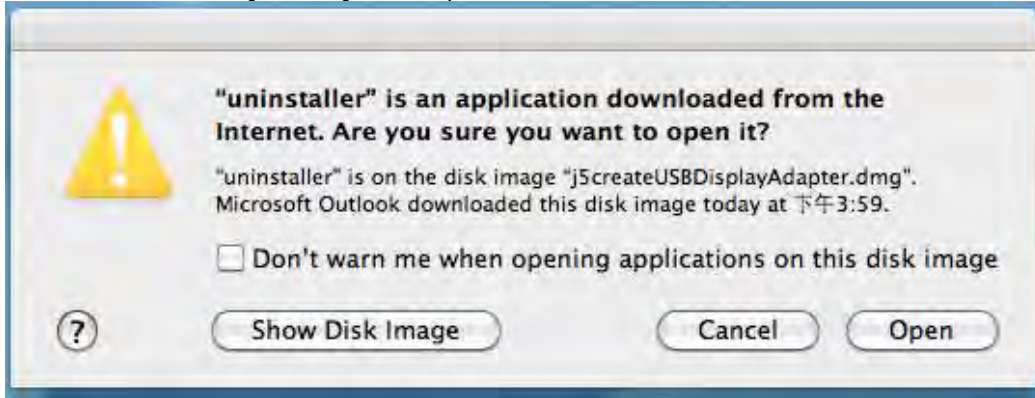 "uninstaller" is an application downloaded from the
Internet. Are you sure you want to open it?
"uninstaller" is on the disk image "j5createUSBDisplayAdapter.dmg".
Microsoft Outlook downloaded this disk image today at 下午3:59.
Don't warn me when opening applications on this disk image
?
Show Disk Image
Cancel
Open